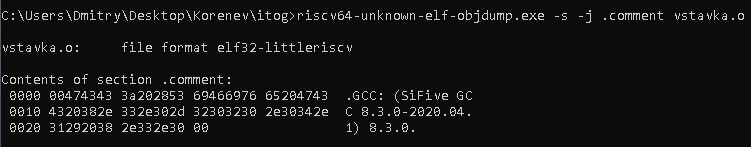 C:\Users\Dmitry\Desktop\Korenev\itog>riscv64-unknown-elf-objdump.exe -s -j .comment vstavka.o
vstavka.o:     file format elf32-littleriscv
Contents of section .comment:
 0000 00474343 3a202853 69466976 65204743  .GCC: (SiFive GC
 0010 4320382e 332e302d 32303230 2e30342e  C 8.3.0-2020.04.
 0020 31292038 2e332e30 00                 1) 8.3.0.